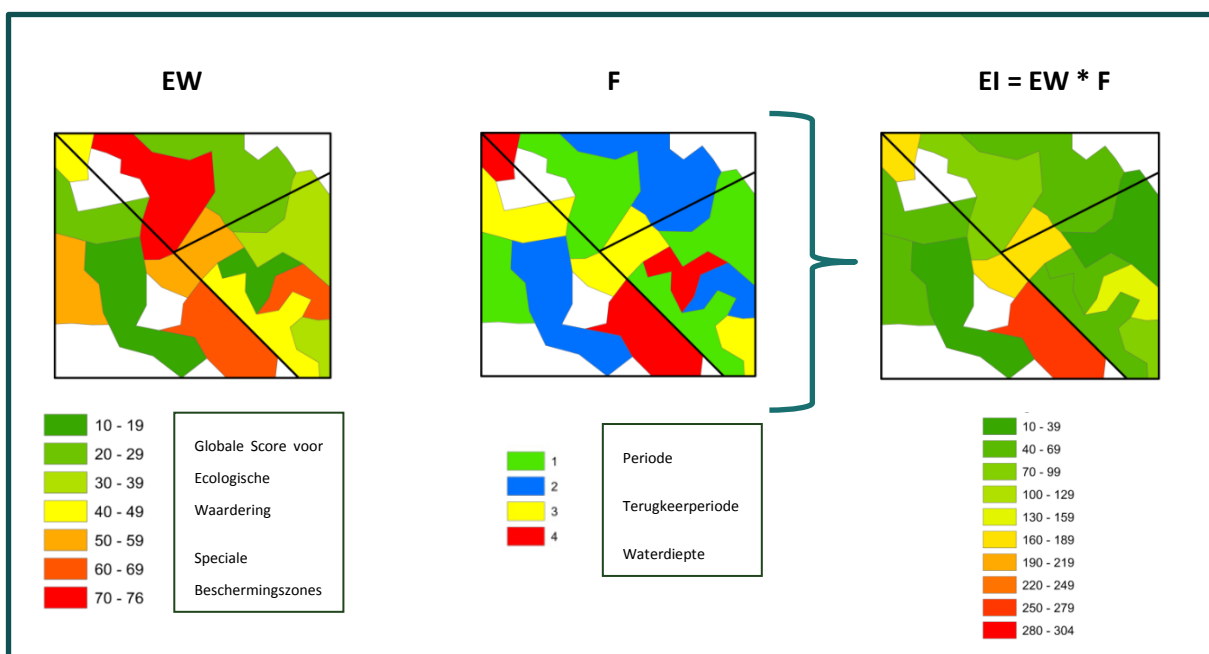 EW
F
EI = EW * F
10 - 19
20 - 29
30 - 39
40 - 49
50 - 59
60 - 69
70 - 76
Globale Score voor
Ecologische
Waardering
Speciale
Beschermingszones
1
2
3
4
Periode
Terugkeerperiode
Waterdiepte
10 - 39
40 - 69
70 - 99
100 - 129
130 - 159
160 - 189
190 - 219
220 - 249
250 - 279
280 - 304